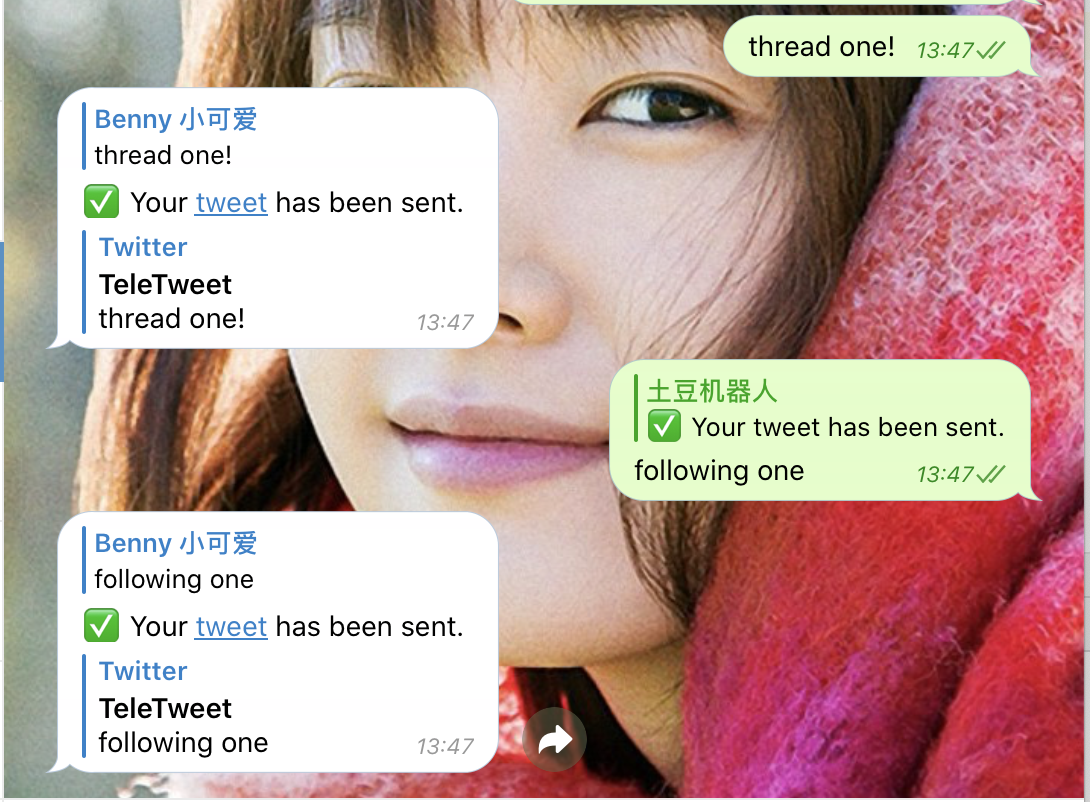 thread one! 13:47
Benny 小可爱
thread one!
✅ Your tweet has been sent.
Twitter
TeleTweet
thread one! 13:47
土豆机器人
✅ Your tweet has been sent.
following one 13:47
Benny 小可爱
following one
✅ Your tweet has been sent.
Twitter
TeleTweet
following one 13:47